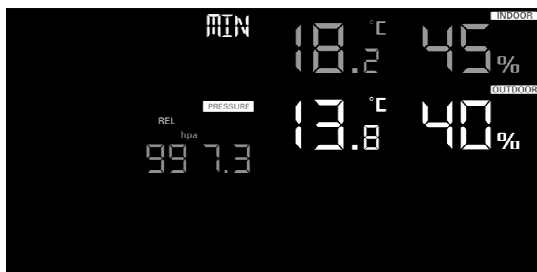 MIN
INDOOR
18.2 °C 45%
OUTDOOR
13.8 °C 40%
PRESSURE
REL
hpa
997.3